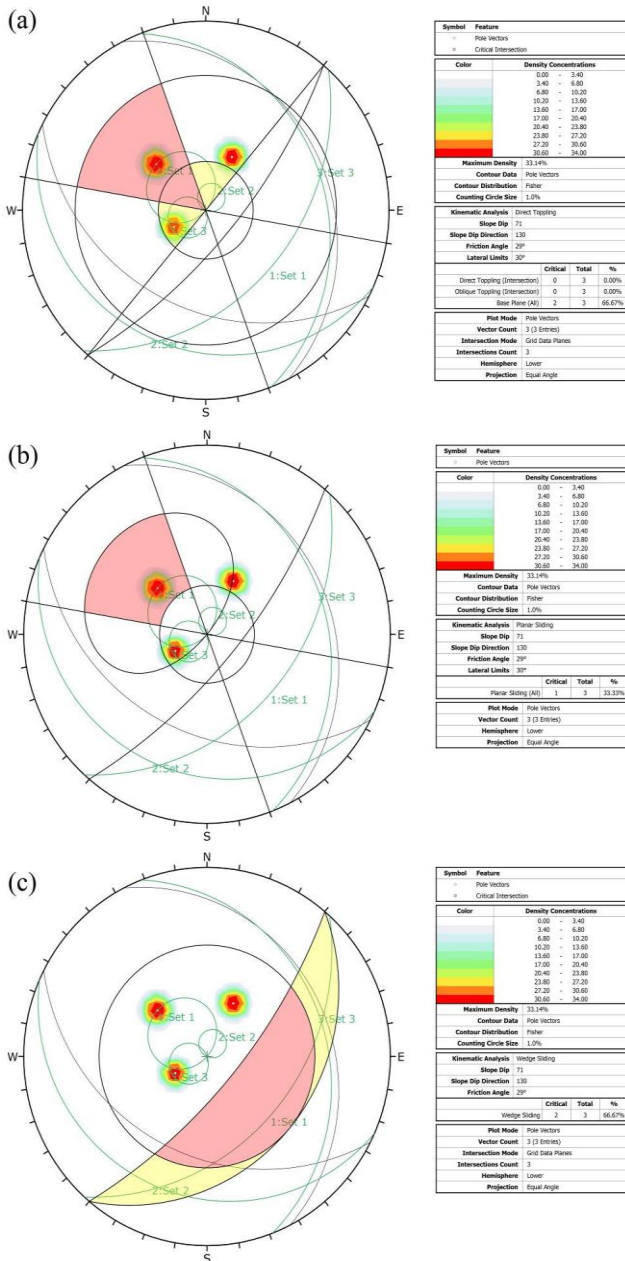 (a)
N
W
E
S
1:Set 1
2:Set 2
3:Set 3
1:Set 1
2:Set 2
3:Set 3
Symbol Feature
Pole Vectors
Critical Intersection
Color Density Concentrations
0.00 - 3.40
3.40 - 6.80
6.80 - 10.20
10.20 - 13.60
13.60 - 17.00
17.00 - 20.40
20.40 - 23.80
23.80 - 27.20
27.20 - 30.60
30.60 - 34.00
Maximum Density 33.14%
Contour Data Pole Vectors
Contour Distribution Fisher
Counting Circle Size 1.0%
Kinematic Analysis Direct Toppling
Slope Dip 71
Slope Dip Direction 130
Friction Angle 29°
Lateral Limits 30°
Critical Total %
Direct Toppling (Intersection) 0 3 0.00%
Oblique Toppling (Intersection) 0 3 0.00%
Base Plane (All) 2 3 66.67%
Plot Mode Pole Vectors
Vector Count 3 (3 Entries)
Intersection Mode Grid Data Planes
Intersections Count 3
Hemisphere Lower
Projection Equal Angle
(b)
N
W
E
S
1:Set 1
2:Set 2
3:Set 3
1:Set 1
2:Set 2
3:Set 3
Symbol Feature
Pole Vectors
Color Density Concentrations
0.00 - 3.40
3.40 - 6.80
6.80 - 10.20
10.20 - 13.60
13.60 - 17.00
17.00 - 20.40
20.40 - 23.80
23.80 - 27.20
27.20 - 30.60
30.60 - 34.00
Maximum Density 33.14%
Contour Data Pole Vectors
Contour Distribution Fisher
Counting Circle Size 1.0%
Kinematic Analysis Planar Sliding
Slope Dip 71
Slope Dip Direction 130
Friction Angle 29°
Lateral Limits 30°
Critical Total %
Planar Sliding (All) 1 3 33.33%
Plot Mode Pole Vectors
Vector Count 3 (3 Entries)
Hemisphere Lower
Projection Equal Angle
(c)
N
W
E
S
1:Set 1
2:Set 2
3:Set 3
1:Set 1
2:Set 2
3:Set 3
Symbol Feature
Pole Vectors
Critical Intersection
Color Density Concentrations
0.00 - 3.40
3.40 - 6.80
6.80 - 10.20
10.20 - 13.60
13.60 - 17.00
17.00 - 20.40
20.40 - 23.80
23.80 - 27.20
27.20 - 30.60
30.60 - 34.00
Maximum Density 33.14%
Contour Data Pole Vectors
Contour Distribution Fisher
Counting Circle Size 1.0%
Kinematic Analysis Wedge Sliding
Slope Dip 71
Slope Dip Direction 130
Friction Angle 29°
Critical Total %
Wedge Sliding 2 3 66.67%
Plot Mode Pole Vectors
Vector Count 3 (3 Entries)
Intersection Mode Grid Data Planes
Intersections Count 3
Hemisphere Lower
Projection Equal Angle